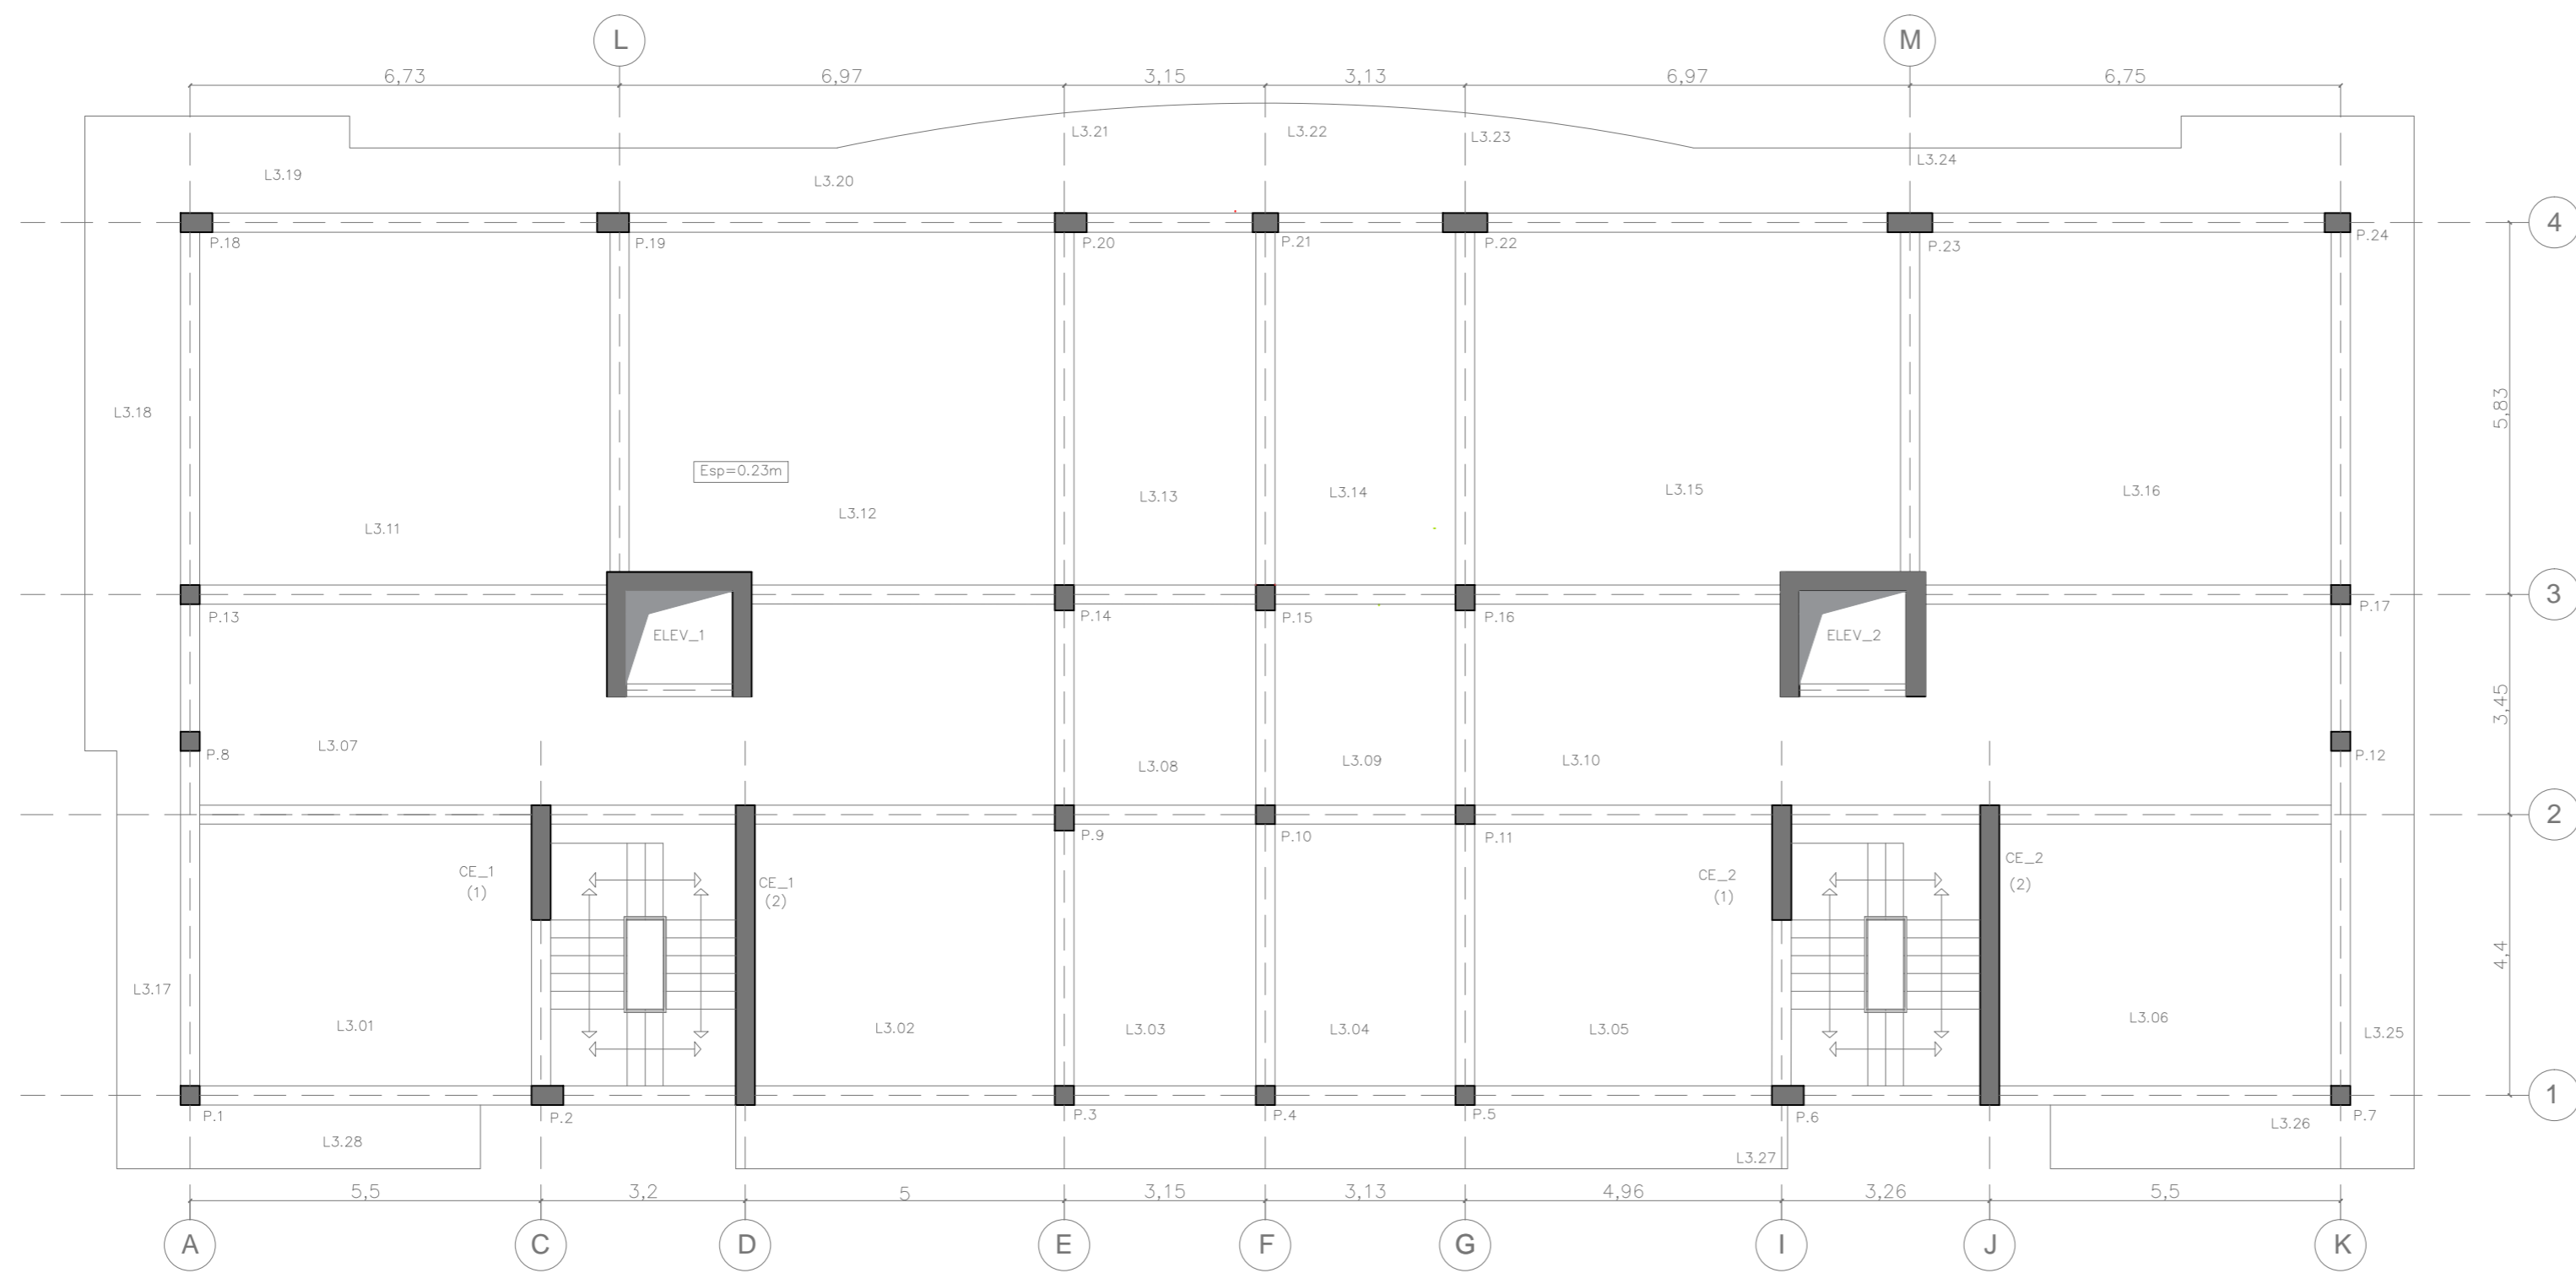 L
M
6,73
6,97
3,15
3,13
6,97
6,75
L3.21
L3.22
L3.23
L3.24
L3.19
L3.20
4
P.18
P.19
P.20
P.21
P.22
P.23
P.24
L3.18
5,83
Esp=0.23m
L3.11
L3.12
L3.13
L3.14
L3.15
L3.16
3
P.13
ELEV_1
P.14
P.15
P.16
ELEV_2
P.17
3,45
P.8
L3.07
L3.08
L3.09
L3.10
P.12
2
P.9
P.10
P.11
CE_1
(1)
CE_1
(2)
CE_2
(1)
CE_2
(2)
4,4
L3.17
L3.01
L3.02
L3.03
L3.04
L3.05
L3.06
L3.25
1
P.1
P.2
P.3
P.4
P.5
P.6
P.7
L3.28
L3.27
L3.26
5,5
3,2
5
3,15
3,13
4,96
3,26
5,5
A
C
D
E
F
G
I
J
K